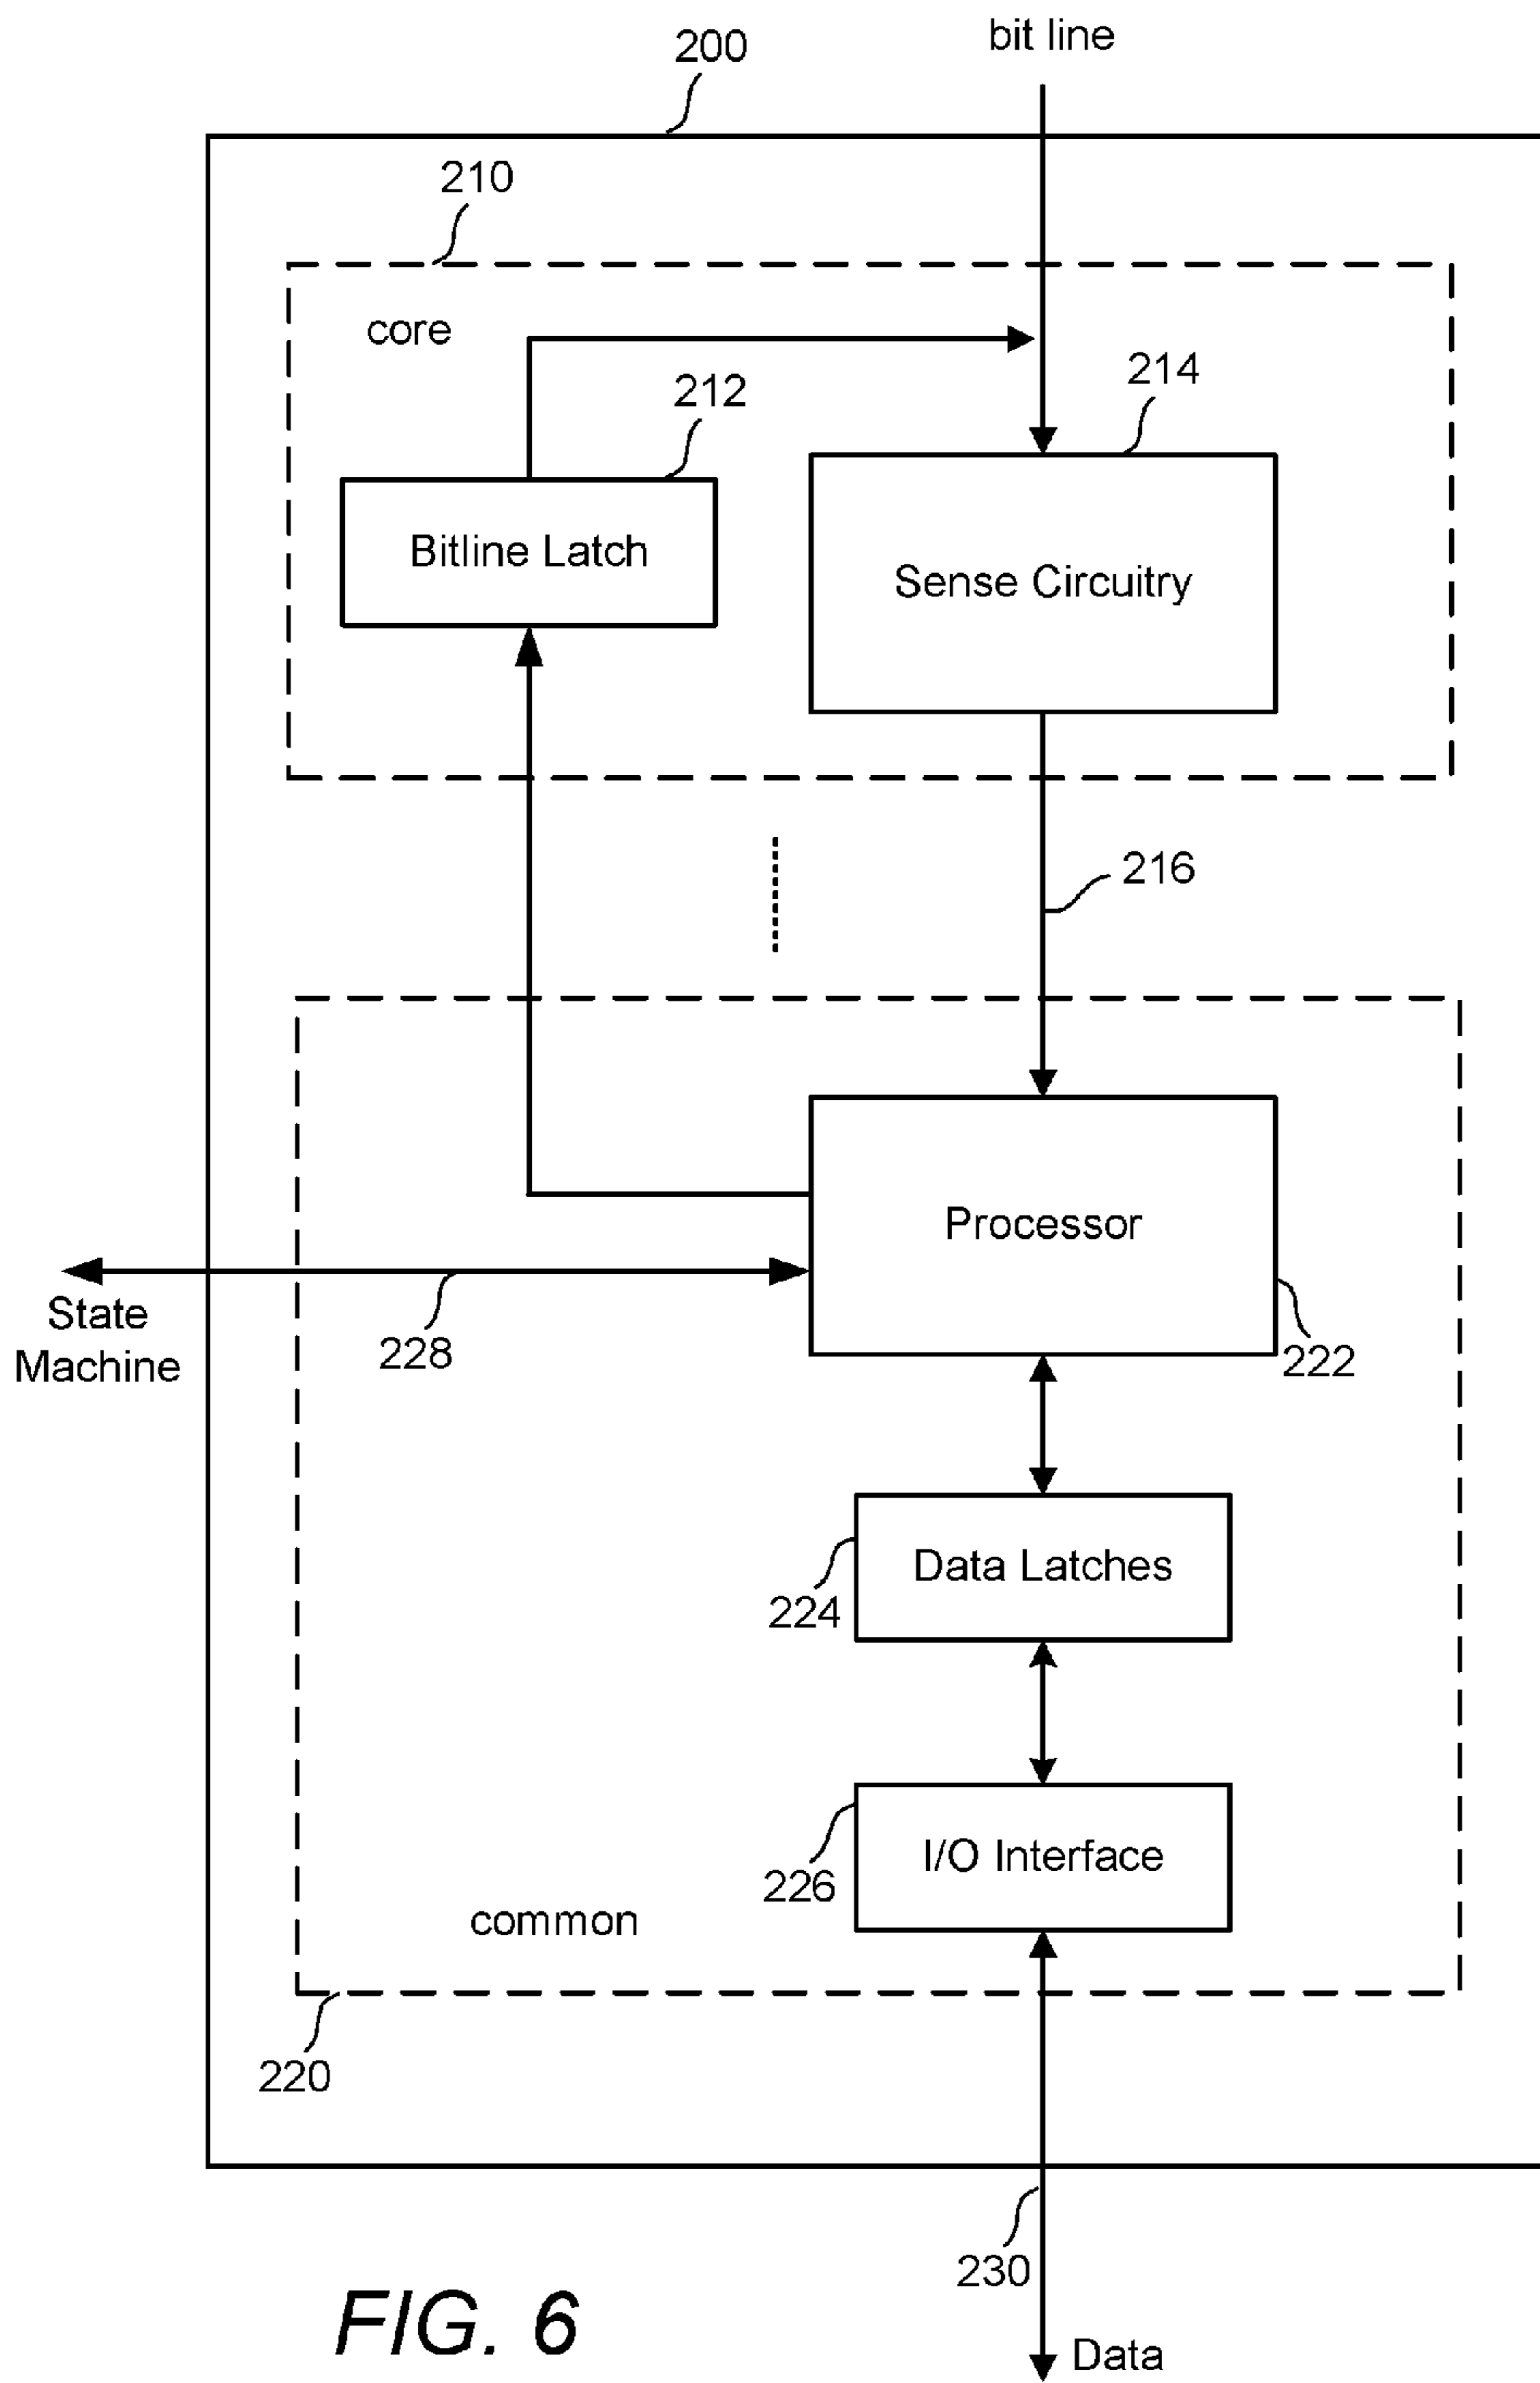 bit line
200
210
core
212
214
Bitline Latch
Sense Circuitry
216
Processor
State
Machine
228
222
Data Latches
224
I/O Interface
226
common
220
230
FIG. 6
Data